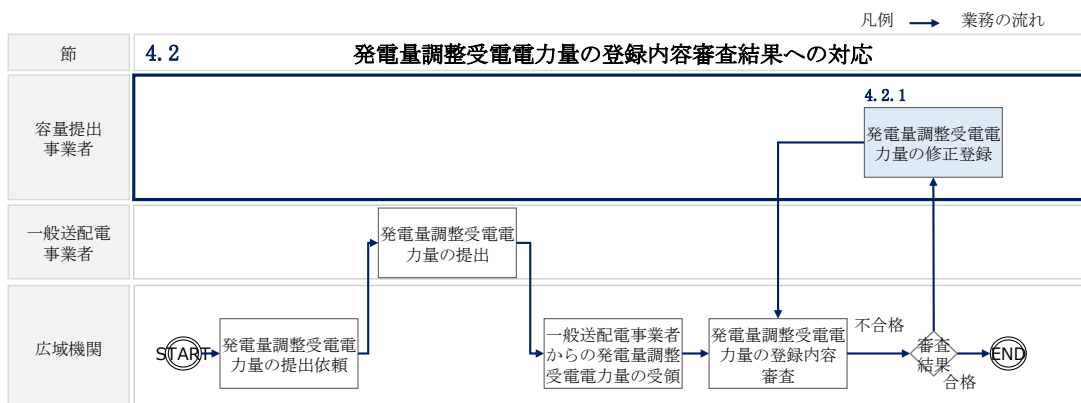 凡例 業務の流れ
節
4.2 発電量調整受電電力量の登録内容審査結果への対応
容量提出
事業者
4.2.1
発電量調整受電電
力量の修正登録
一般送配電
事業者
発電量調整受電電
力量の提出
広域機関
START
発電量調整受電電
力量の提出依頼
一般送配電事業者
からの発電量調整
受電電力量の受領
発電量調整受電電
力量の登録内容
審査
不合格
審査
結果
合格
END